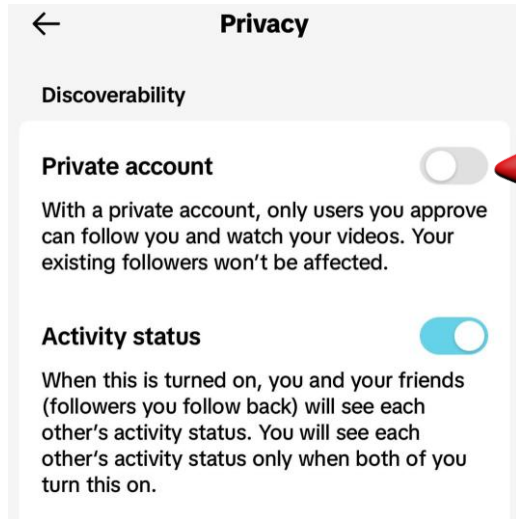 Privacy
Discoverability
Private account
With a private account, only users you approve
can follow you and watch your videos. Your
existing followers won't be affected.
Activity status
When this is turned on, you and your friends
(followers you follow back) will see each
other's activity status. You will see each
other's activity status only when both of you
turn this on.